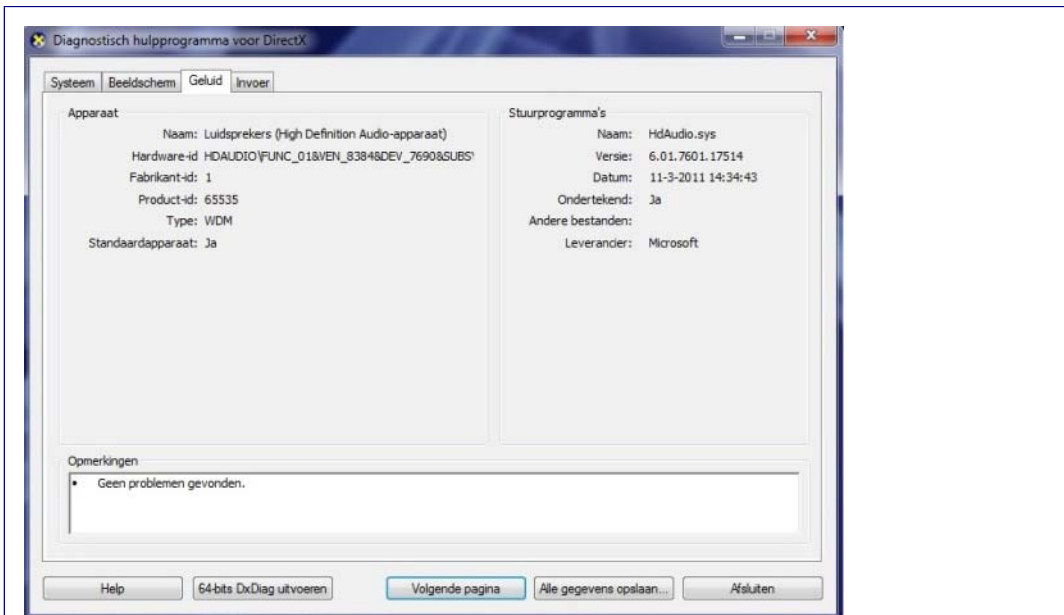 Diagnostisch hulpprogramma voor DirectX
Systeem Beeldscherm Geluid Invoer
Apparaat
Naam: Luidsprekers (High Definition Audio-apparaat)
Hardware-id HDAUDIO\FUNC_01&VEN_8384&DEV_7690&SUBS
Fabrikant-id: 1
Product-id: 65535
Type: WDM
Standaardapparaat: Ja
Stuurprogramma's
Naam: HdAudio.sys
Versie: 6.01.7601.17514
Datum: 11-3-2011 14:34:43
Ondertekend: Ja
Andere bestanden:
Leverancier: Microsoft
Opmerkingen
• Geen problemen gevonden.
Help 64-bits DxDiag uitvoeren Volgende pagina Alle gegevens opslaan... Afsluiten